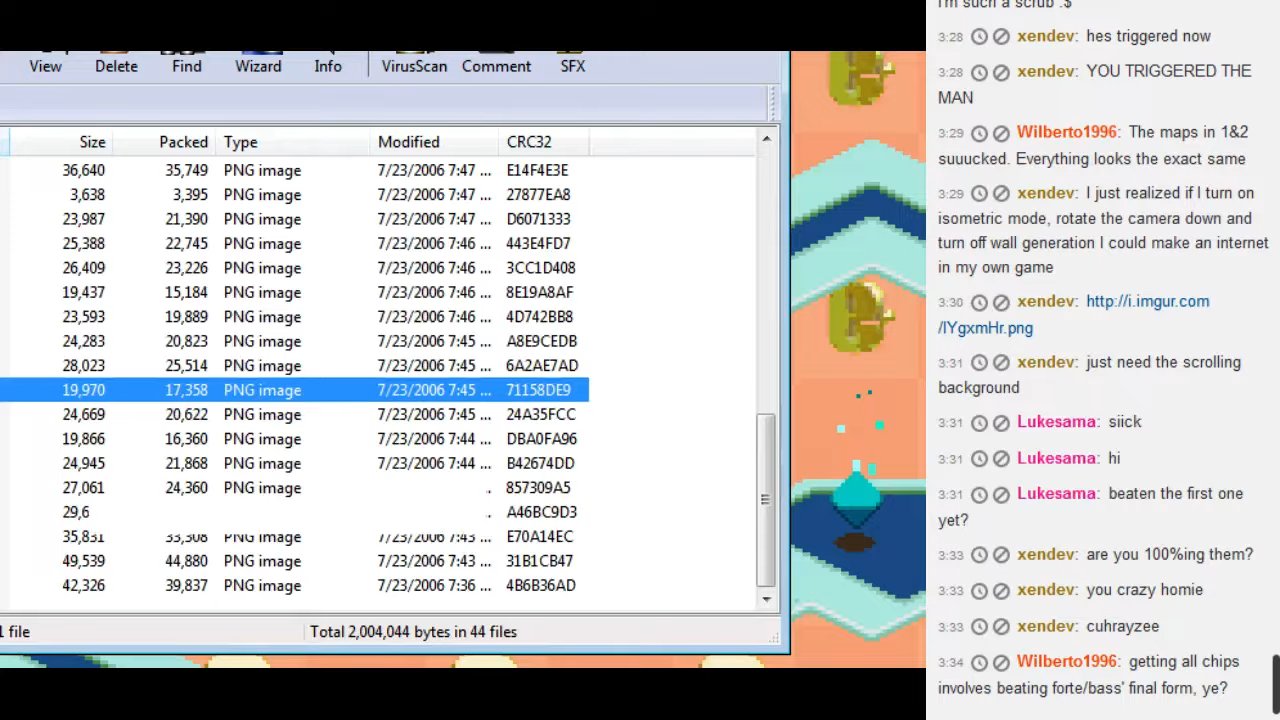 View Delete Find Wizard Info VirusScan Comment SFX
Size Packed Type Modified CRC32
36,640 35,749 PNG image 7/23/2006 7:47 ... E14F4E3E
3,638 3,395 PNG image 7/23/2006 7:47 ... 27877EA8
23,987 21,390 PNG image 7/23/2006 7:47 ... D6071333
25,388 22,745 PNG image 7/23/2006 7:46 ... 443E4FD7
26,409 23,226 PNG image 7/23/2006 7:46 ... 3CC1D408
19,437 15,184 PNG image 7/23/2006 7:46 ... 8E19A8AF
23,593 19,889 PNG image 7/23/2006 7:46 ... 4D742BB8
24,283 20,823 PNG image 7/23/2006 7:45 ... A8E9CEDB
28,023 25,514 PNG image 7/23/2006 7:45 ... 6A2AE7AD
19,970 17,358 PNG image 7/23/2006 7:45 ... 71158DE9
24,669 20,622 PNG image 7/23/2006 7:45 ... 24A35FCC
19,866 16,360 PNG image 7/23/2006 7:44 ... DBA0FA96
24,945 21,868 PNG image 7/23/2006 7:44 ... B42674DD
27,061 24,360 PNG image . 857309A5
29,6 . A46BC9D3
35,831 33,308 PNG image 7/23/2006 7:43 ... E70A14EC
49,539 44,880 PNG image 7/23/2006 7:43 ... 31B1CB47
42,326 39,837 PNG image 7/23/2006 7:36 ... 4B6B36AD
1 file Total 2,004,044 bytes in 44 files
I'm such a scrub :$
3:28 xendev: hes triggered now
3:28 xendev: YOU TRIGGERED THE
MAN
3:29 Wilberto1996: The maps in 1&2
suuucked. Everything looks the exact same
3:29 xendev: I just realized if I turn on
isometric mode, rotate the camera down and
turn off wall generation I could make an internet
in my own game
3:30 xendev: http://i.imgur.com
/IYgxmHr.png
3:31 xendev: just need the scrolling
background
3:31 Lukesama: siick
3:31 Lukesama: hi
3:31 Lukesama: beaten the first one
yet?
3:33 xendev: are you 100%ing them?
3:33 xendev: you crazy homie
3:33 xendev: cuhrayzee
3:34 Wilberto1996: getting all chips
involves beating forte/bass' final form, ye?